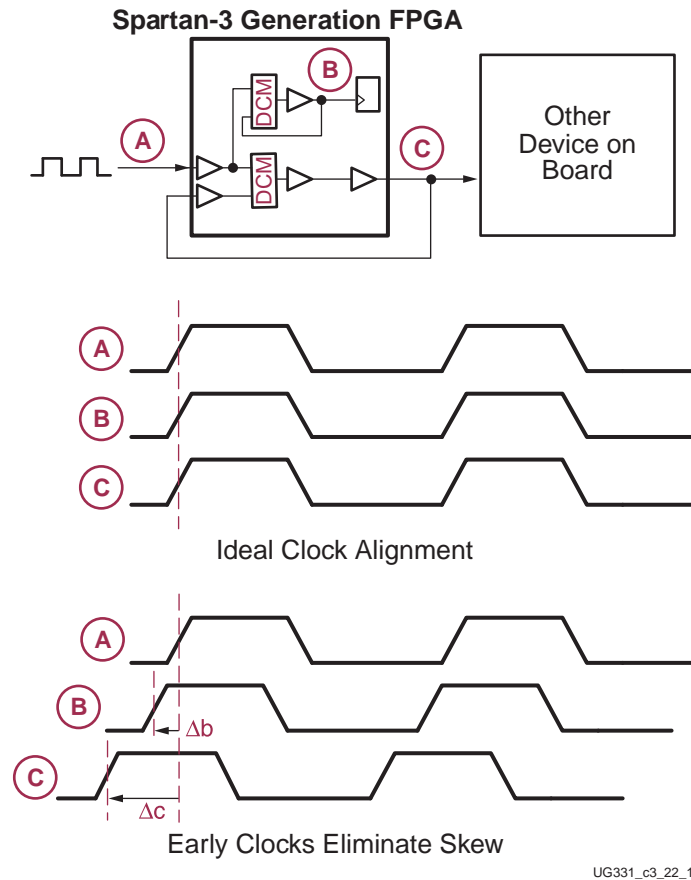 Spartan-3 Generation FPGA
B
DCM
A
C
DCM
Other
Device on
Board
A
B
C
Ideal Clock Alignment
A
B
Δb
C
Δc
Early Clocks Eliminate Skew
UG331_c3_22_1